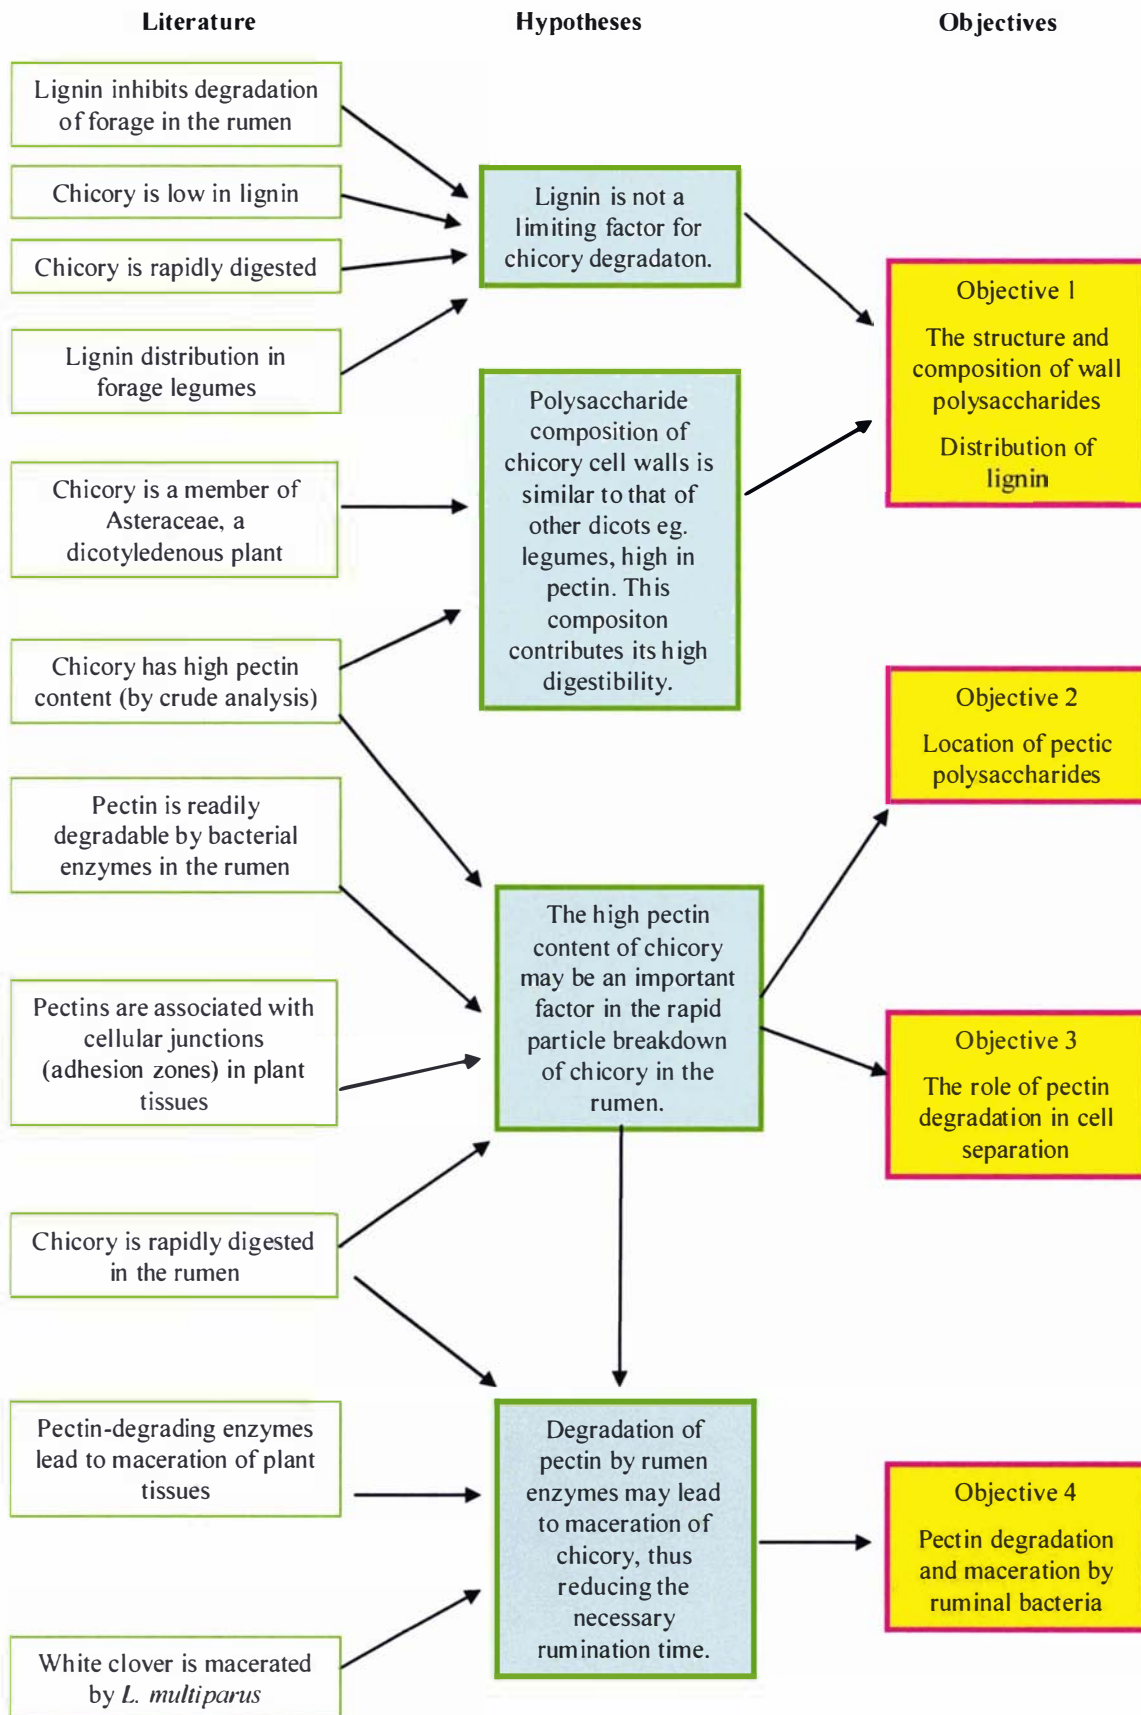 Literature
Hypotheses
Objectives
Lignin inhibits degradation
of forage in the rumen
Chicory is low in lignin
Chicory is rapidly digested
Lignin distribution in
forage legumes
Chicory is a member of
Asteraceae, a
dicotyledenous plant
Chicory has high pectin
content (by crude analysis)
Pectin is readily
degradable by bacterial
enzymes in the rumen
Pectins are associated with
cellular junctions
(adhesion zones) in plant
tissues
Chicory is rapidly digested
in the rumen
Pectin-degrading enzymes
lead to maceration of plant
tissues
White clover is macerated
by L. multiparus
Lignin is not a
limiting factor for
chicory degradaton.
Polysaccharide
composition of
chicory cell walls is
similar to that of
other dicots eg.
legumes, high in
pectin. This
compositon
contributes its high
digestibility.
The high pectin
content of chicory
may be an important
factor in the rapid
particle breakdown
of chicory in the
rumen.
Degradation of
pectin by rumen
enzymes may lead
to maceration of
chicory, thus
reducing the
necessary
rumination time.
Objective 1
The structure and
composition of wall
polysaccharides
Distribution of
lignin
Objective 2
Location of pectic
polysaccharides
Objective 3
The role of pectin
degradation in cell
separation
Objective 4
Pectin degradation
and maceration by
ruminal bacteria